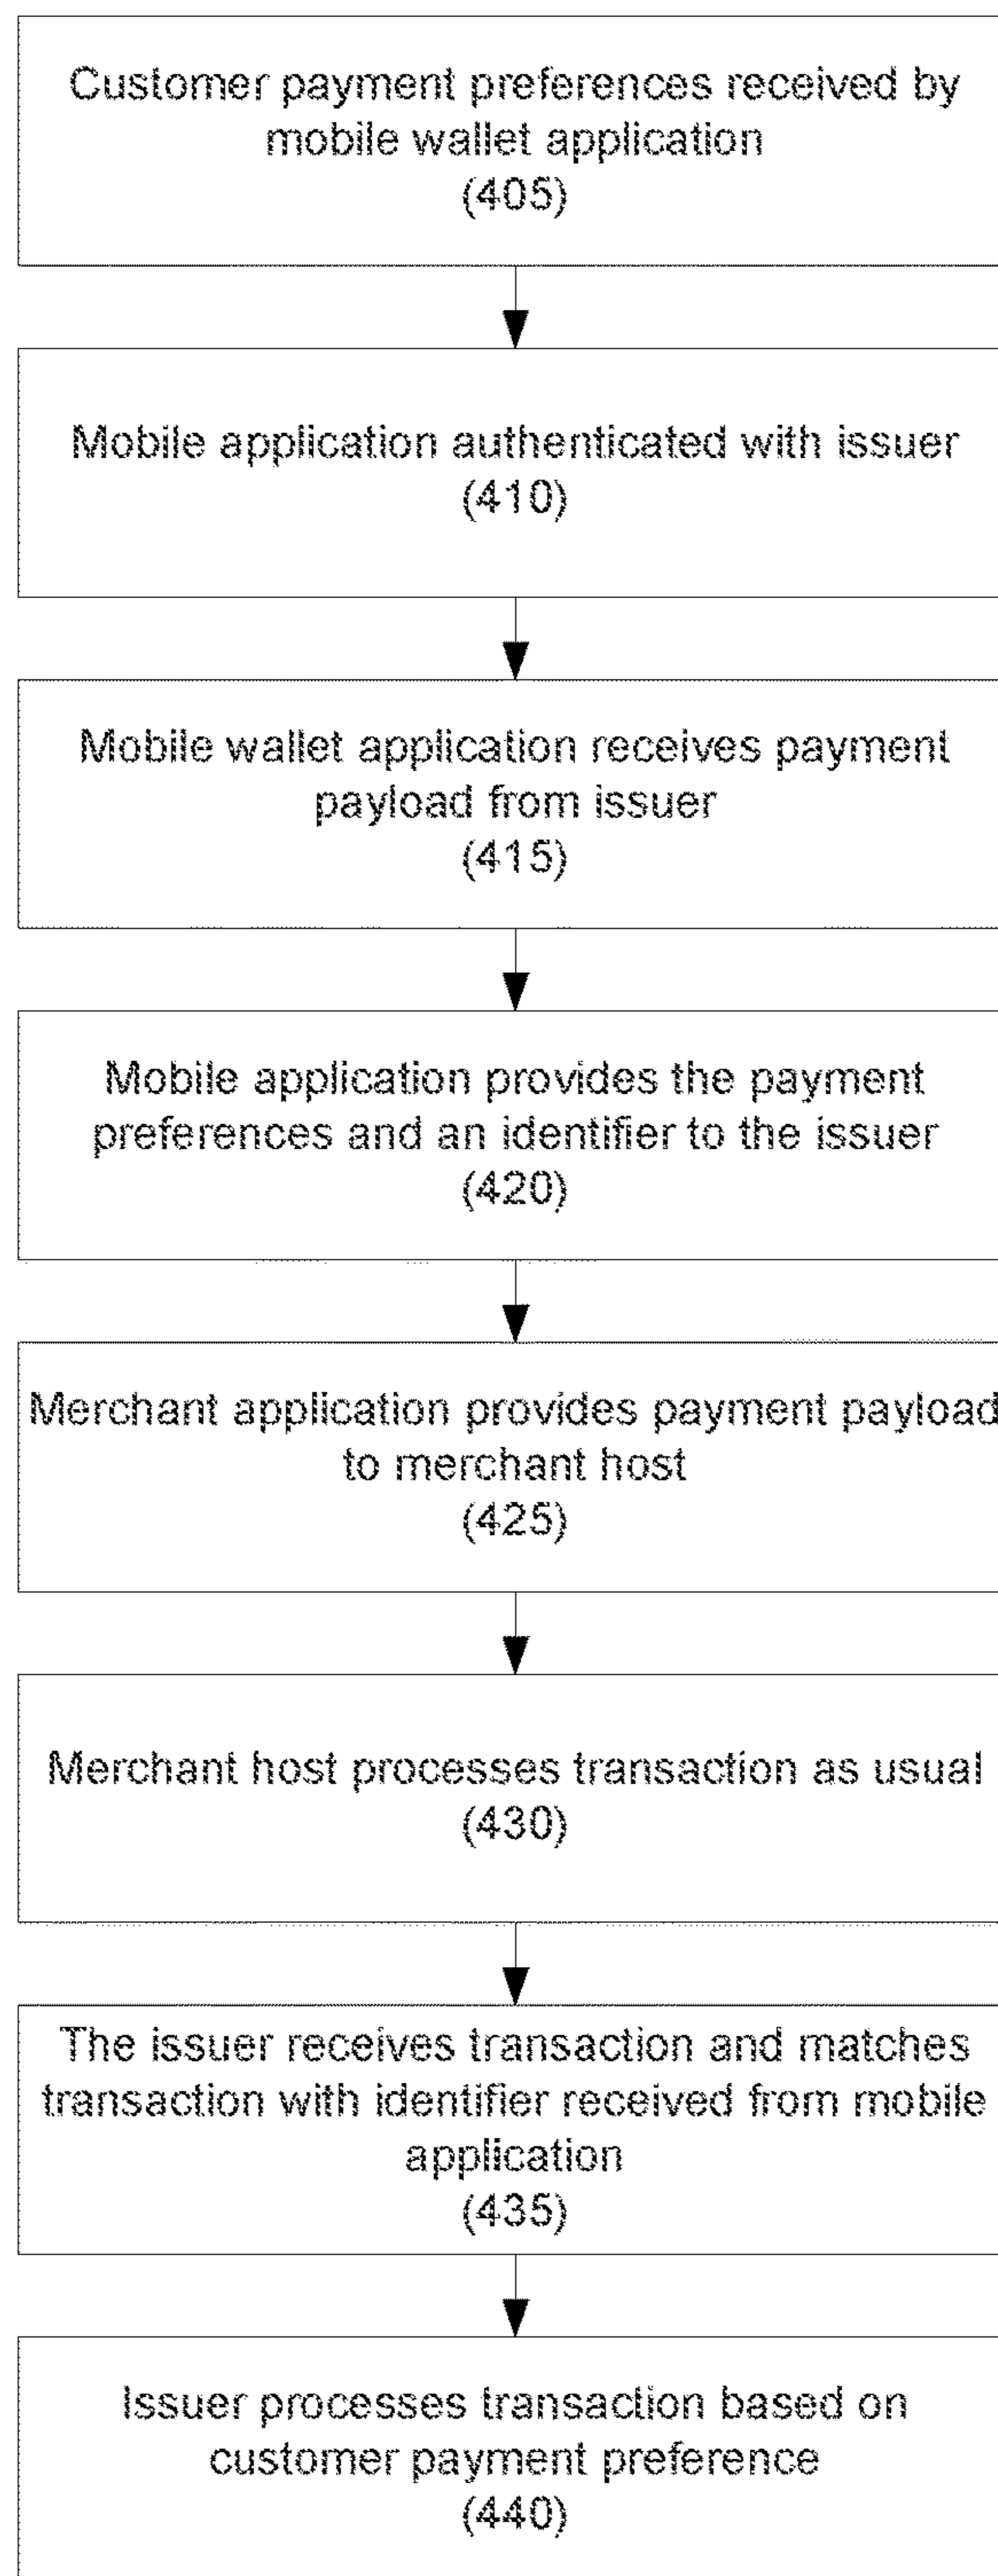 Customer payment preferences received by
mobile wallet application
(405)
Mobile application authenticated with issuer
(410)
Mobile wallet application receives payment
payload from issuer
(415)
Mobile application provides the payment
preferences and an identifier to the issuer
(420)
Merchant application provides payment payload
to merchant host
(425)
Merchant host processes transaction as usual
(430)
The issuer receives transaction and matches
transaction with identifier received from mobile
application
(435)
Issuer processes transaction based on
customer payment preference
(440)